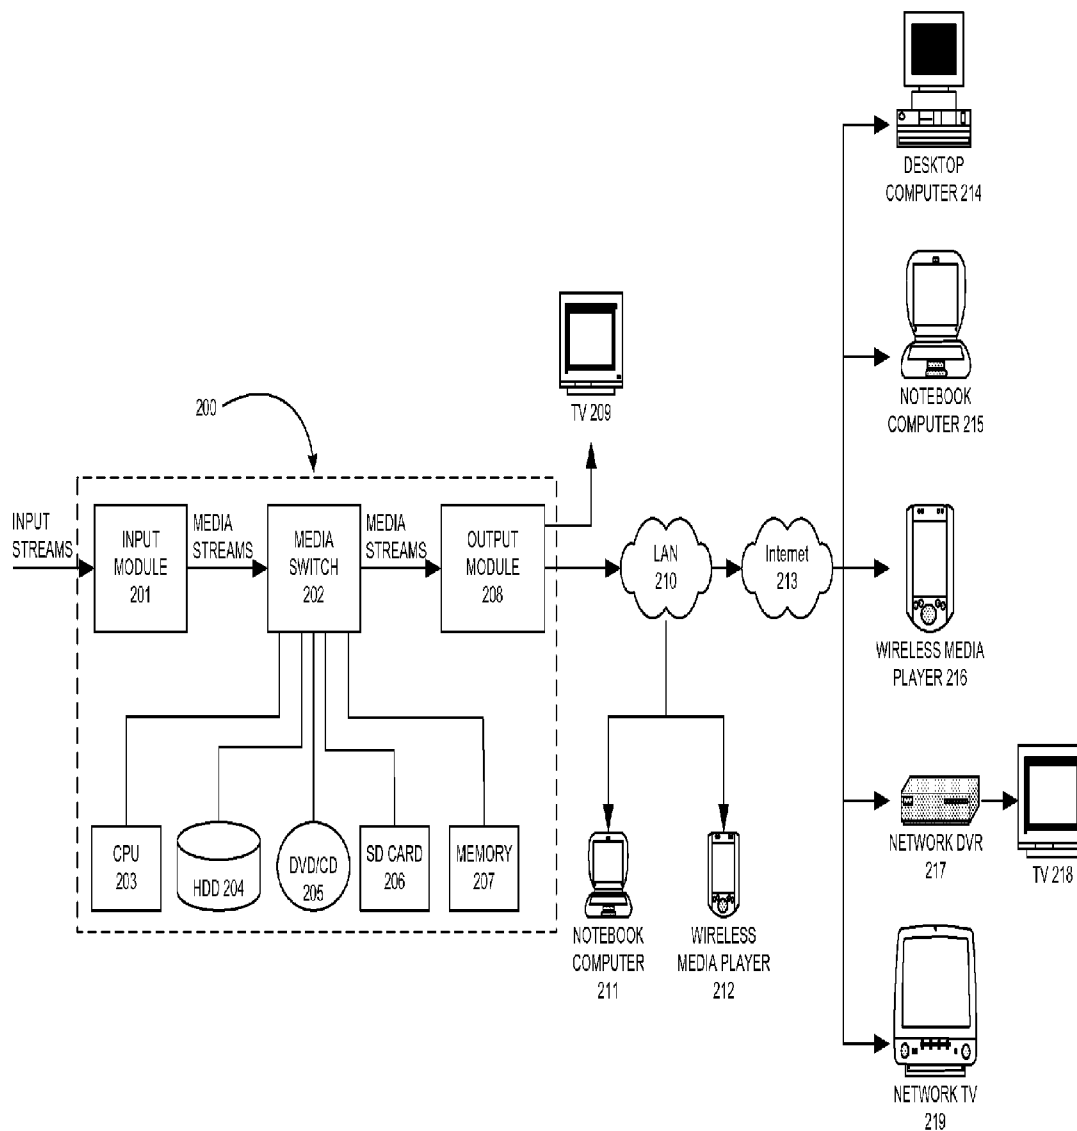 DESKTOP
COMPUTER 214
NOTEBOOK
COMPUTER 215
TV 209
200
INPUT
STREAMS
INPUT
MODULE
201
MEDIA
STREAMS
MEDIA
SWITCH
202
MEDIA
STREAMS
OUTPUT
MODULE
208
LAN
210
Internet
213
WIRELESS MEDIA
PLAYER 216
CPU
203
HDD 204
DVD/CD
205
SD CARD
206
MEMORY
207
NETWORK DVR
217
TV 218
NOTEBOOK
COMPUTER
211
WIRELESS
MEDIA PLAYER
212
NETWORK TV
219